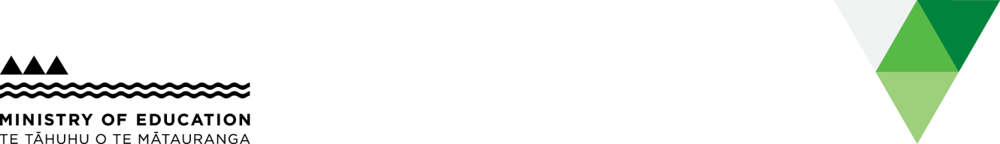 MINISTRY OF EDUCATION
TE TĀHUHU O TE MĀTAURANGA